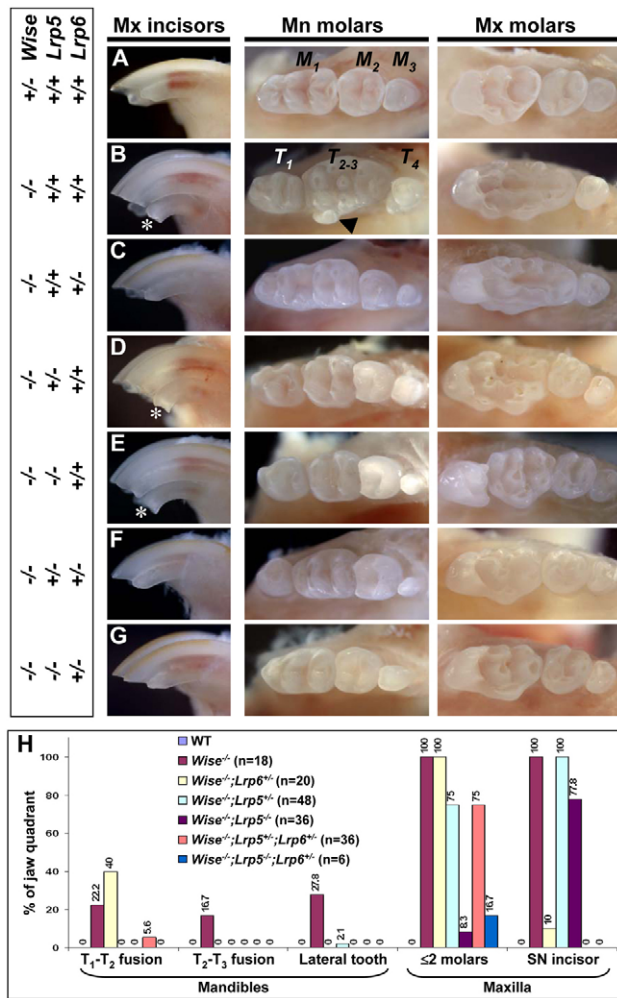 Wise Lrp5 Lrp6
Mx incisors Mn molars Mx molars
+/- +/+ +/+
A M1 M2 M3
-/- +/+ +/+
B * T1 T2-3 T4
-/- +/+ +/-
C
-/- +/- +/+
D *
-/- -/- +/+
E *
-/- +/- +/-
F
-/- -/- +/-
G
H
WT
Wise-/- (n=18)
Wise-/-;Lrp6+/- (n=20)
Wise-/-;Lrp5+/- (n=48)
Wise-/-;Lrp5-/- (n=36)
Wise-/-;Lrp5+/-;Lrp6+/- (n=36)
Wise-/-;Lrp5-/-;Lrp6+/- (n=6)
% of jaw quadrant
100
80
60
40
20
0
0 22.2 40 0 0 5.6 0
0 16.7 0 0 0 0 0
0 27.8 0 2.1 0 0 0
0 100 100 75 8.3 75 16.7
0 100 10 100 77.8 0 0
T1-T2 fusion T2-T3 fusion Lateral tooth ≤2 molars SN incisor
Mandibles Maxilla